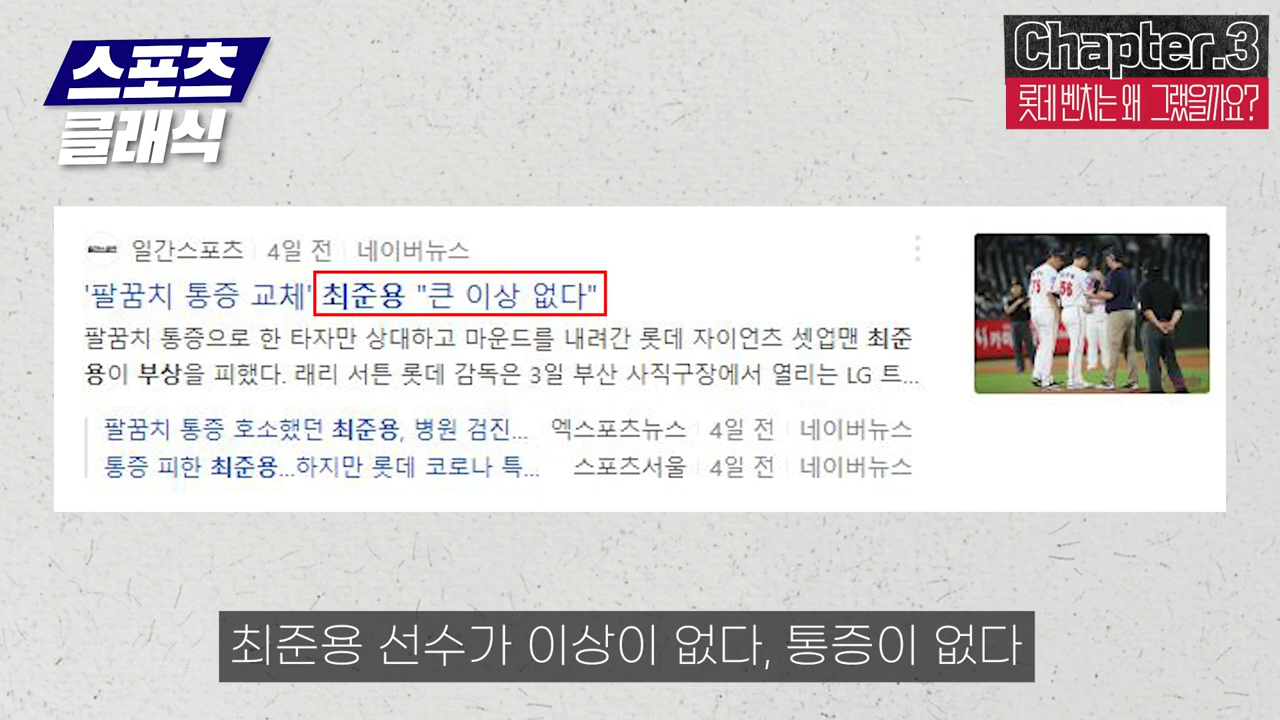 스포츠
클래식
Chapter.3
롯데 벤치는 왜 그랬을까요?
일간스포츠 4일 전 네이버뉴스
'팔꿈치 통증 교체' 최준용 "큰 이상 없다"
팔꿈치 통증으로 한 타자만 상대하고 마운드를 내려간 롯데 자이언츠 셋업맨 최준
용이 부상을 피했다. 래리 서튼 롯데 감독은 3일 부산 사직구장에서 열리는 LG 트...
팔꿈치 통증 호소했던 최준용, 병원 검진... 엑스포츠뉴스 4일 전 네이버뉴스
통증 피한 최준용...하지만 롯데 코로나 특... 스포츠서울 4일 전 네이버뉴스
56
최준용 선수가 이상이 없다, 통증이 없다